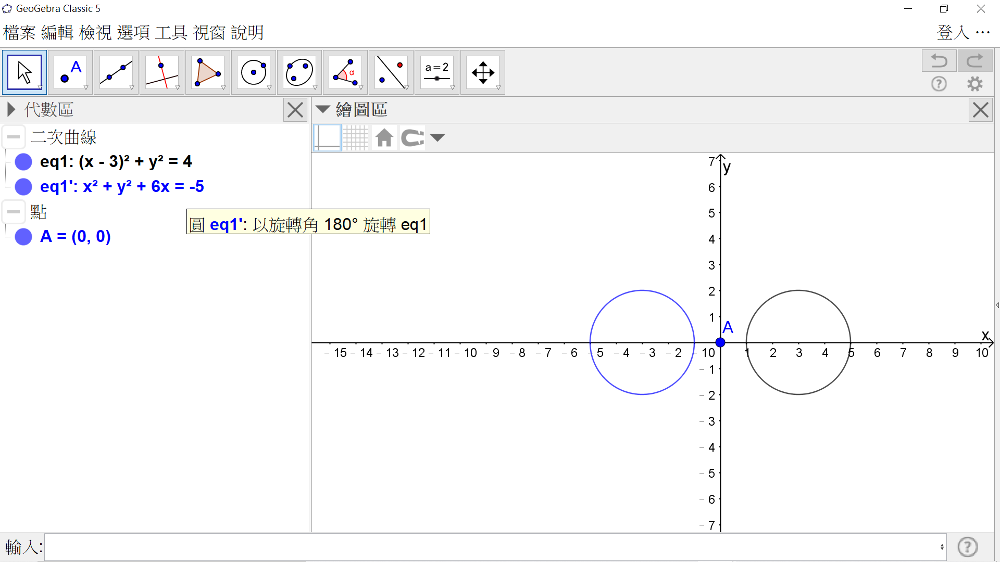 GeoGebra Classic 5
檔案 編輯 檢視 選項 工具 視窗 說明
登入 ...
A
α
a=2
代數區
繪圖區
二次曲線
eq1: (x - 3)² + y² = 4
eq1': x² + y² + 6x = -5
點
A = (0, 0)
圓 eq1': 以旋轉角 180° 旋轉 eq1
y
7
6
5
4
3
2
1
A
x
– 15 – 14 – 13 – 12 – 11 – 10 – 9 – 8 – 7 – 6 – 5 – 4 – 3 – 2 – 1 0 1 2 3 4 5 6 7 8 9 10
– 1
– 2
– 3
– 4
– 5
– 6
– 7
輸入: